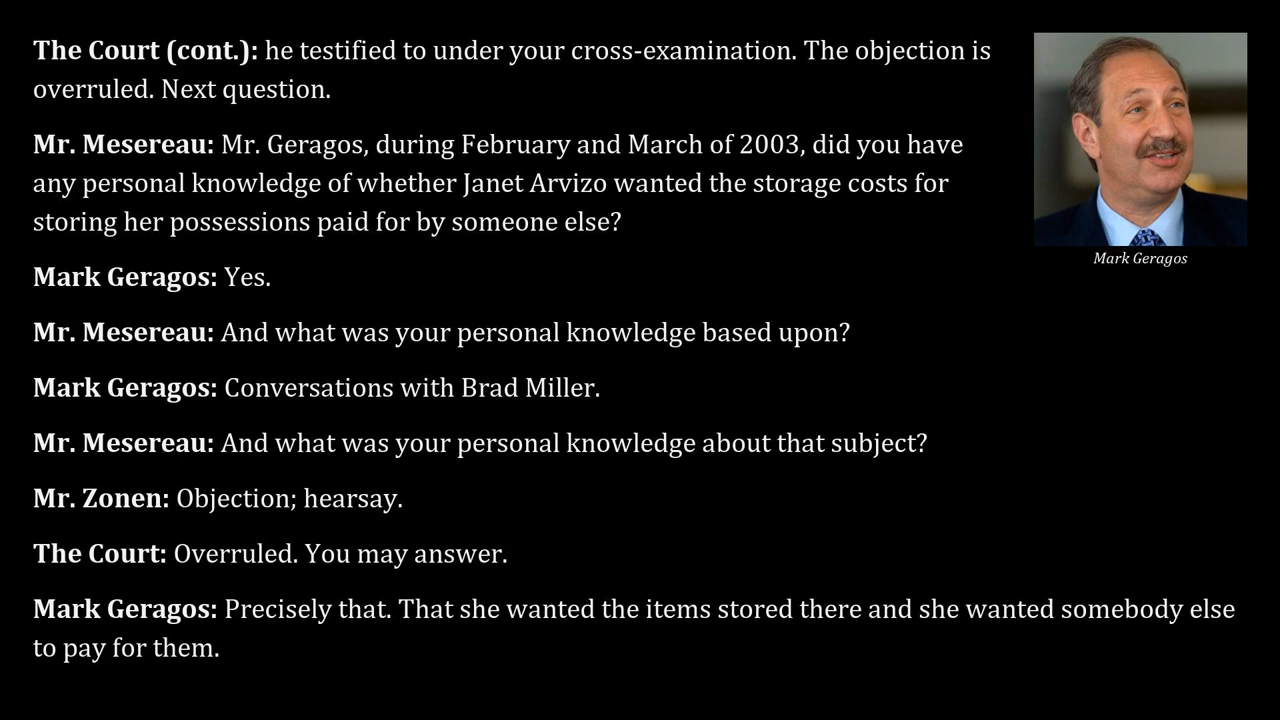 The Court (cont.): he testified to under your cross-examination. The objection is
overruled. Next question.
Mr. Mesereau: Mr. Geragos, during February and March of 2003, did you have
any personal knowledge of whether Janet Arvizo wanted the storage costs for
storing her possessions paid for by someone else?
Mark Geragos: Yes.
Mr. Mesereau: And what was your personal knowledge based upon?
Mark Geragos: Conversations with Brad Miller.
Mr. Mesereau: And what was your personal knowledge about that subject?
Mr. Zonen: Objection; hearsay.
The Court: Overruled. You may answer.
Mark Geragos: Precisely that. That she wanted the items stored there and she wanted somebody else
to pay for them.
Mark Geragos